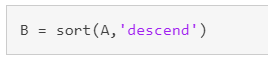 B = sort(A,'descend')